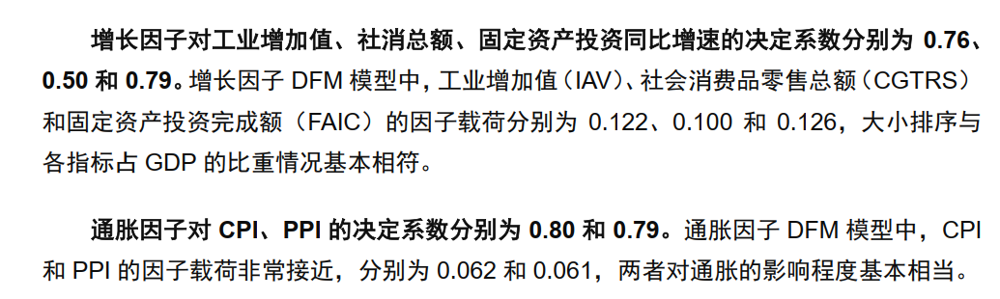 增长因子对工业增加值、社消总额、固定资产投资同比增速的决定系数分别为 0.76、
0.50 和 0.79。增长因子 DFM 模型中，工业增加值（IAV）、社会消费品零售总额（CGTRS）
和固定资产投资完成额（FAIC）的因子载荷分别为 0.122、0.100 和 0.126，大小排序与
各指标占 GDP 的比重情况基本相符。
通胀因子对 CPI、PPI 的决定系数分别为 0.80 和 0.79。通胀因子 DFM 模型中，CPI
和 PPI 的因子载荷非常接近，分别为 0.062 和 0.061，两者对通胀的影响程度基本相当。